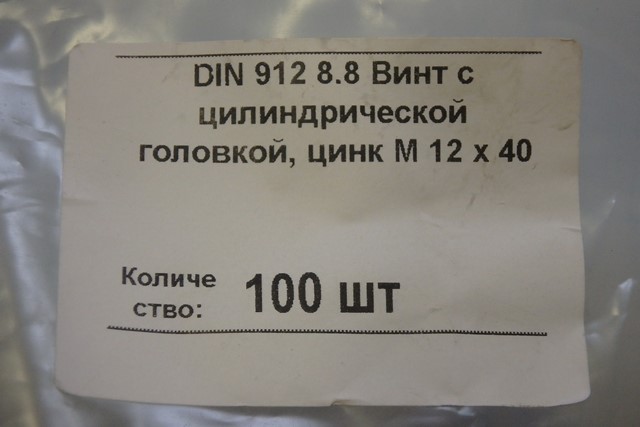 DIN 912 8.8 Винт с
цилиндрической
головкой, цинк М 12 х 40
Количе
ство:
100 шт